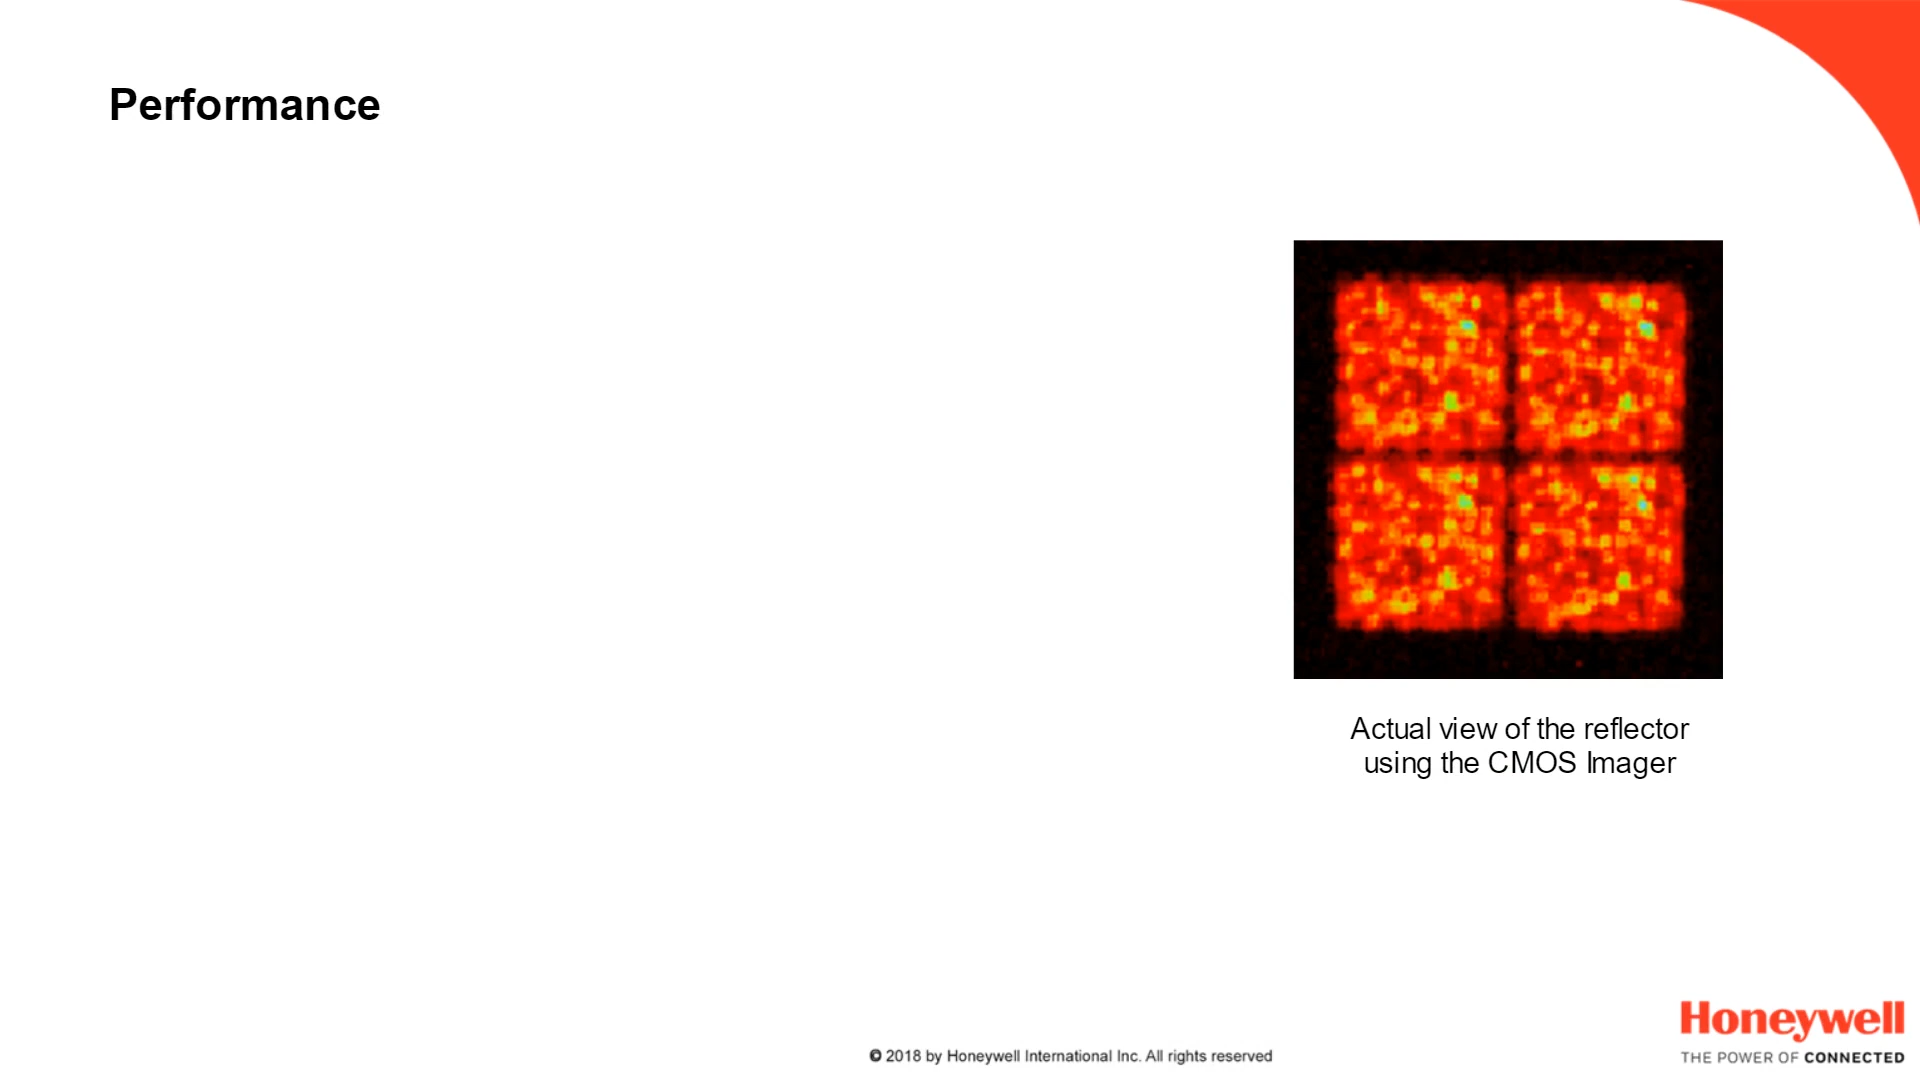 Performance
Actual view of the reflector
using the CMOS Imager
Honeywell
THE POWER OF CONNECTED
© 2018 by Honeywell International Inc. All rights reserved